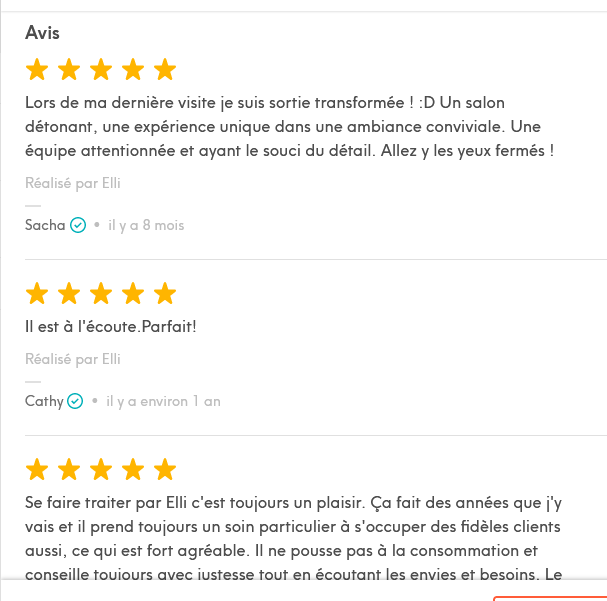 Avis
Lors de ma dernière visite je suis sortie transformée ! :D Un salon
détonant, une expérience unique dans une ambiance conviviale. Une
équipe attentionnée et ayant le souci du détail. Allez y les yeux fermés !
Réalisé par Elli
Sacha • il y a 8 mois
Il est à l'écoute.Parfait!
Réalisé par Elli
Cathy • il y a environ 1 an
Se faire traiter par Elli c'est toujours un plaisir. Ça fait des années que j'y
vais et il prend toujours un soin particulier à s'occuper des fidèles clients
aussi, ce qui est fort agréable. Il ne pousse pas à la consommation et
conseille toujours avec justesse tout en écoutant les envies et besoins. Le